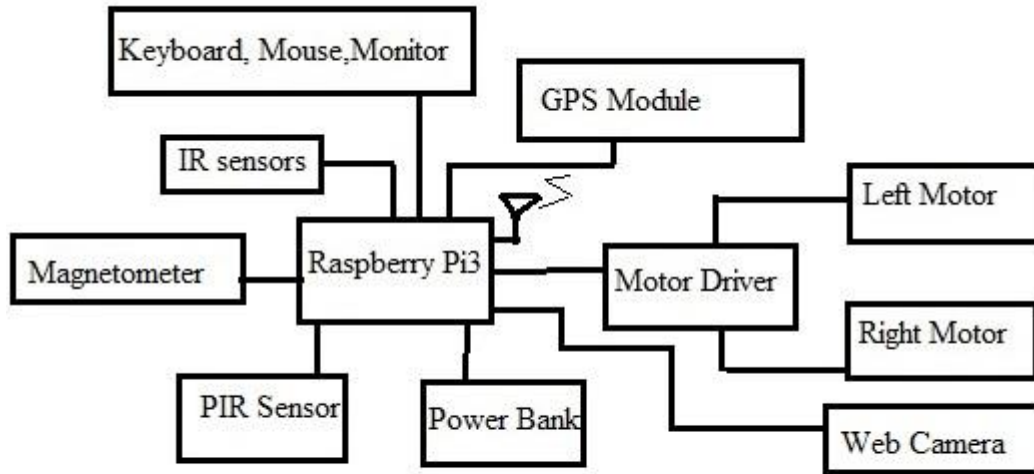 Keyboard, Mouse,Monitor
GPS Module
IR sensors
Left Motor
Magnetometer
Raspberry Pi3
Motor Driver
Right Motor
PIR Sensor
Power Bank
Web Camera